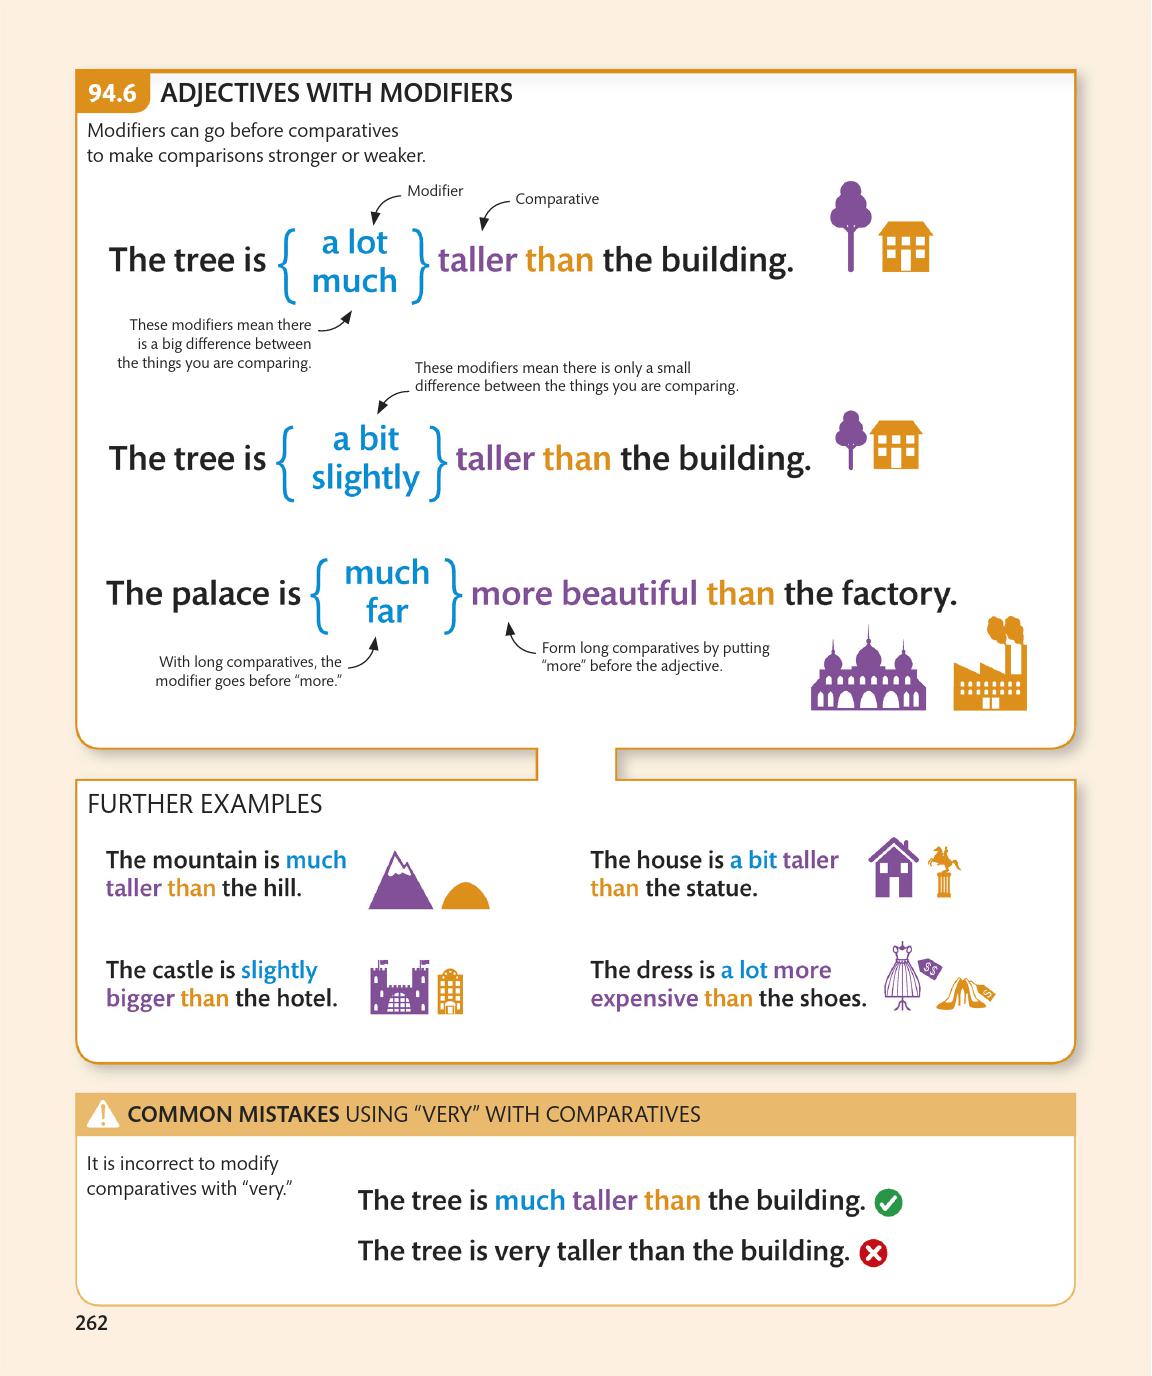 94.6 ADJECTIVES WITH MODIFIERS
Modifiers can go before comparatives
to make comparisons stronger or weaker.
Modifier
Comparative
The tree is { a lot much } taller than the building.
These modifiers mean there
is a big difference between
the things you are comparing.
These modifiers mean there is only a small
difference between the things you are comparing.
The tree is { a bit slightly } taller than the building.
The palace is { much far } more beautiful than the factory.
With long comparatives, the
modifier goes before “more.”
Form long comparatives by putting
“more” before the adjective.
FURTHER EXAMPLES
The mountain is much
taller than the hill.
The house is a bit taller
than the statue.
The castle is slightly
bigger than the hotel.
The dress is a lot more
expensive than the shoes.
$$
$
COMMON MISTAKES USING “VERY” WITH COMPARATIVES
It is incorrect to modify
comparatives with “very.”
The tree is much taller than the building.
The tree is very taller than the building.
262